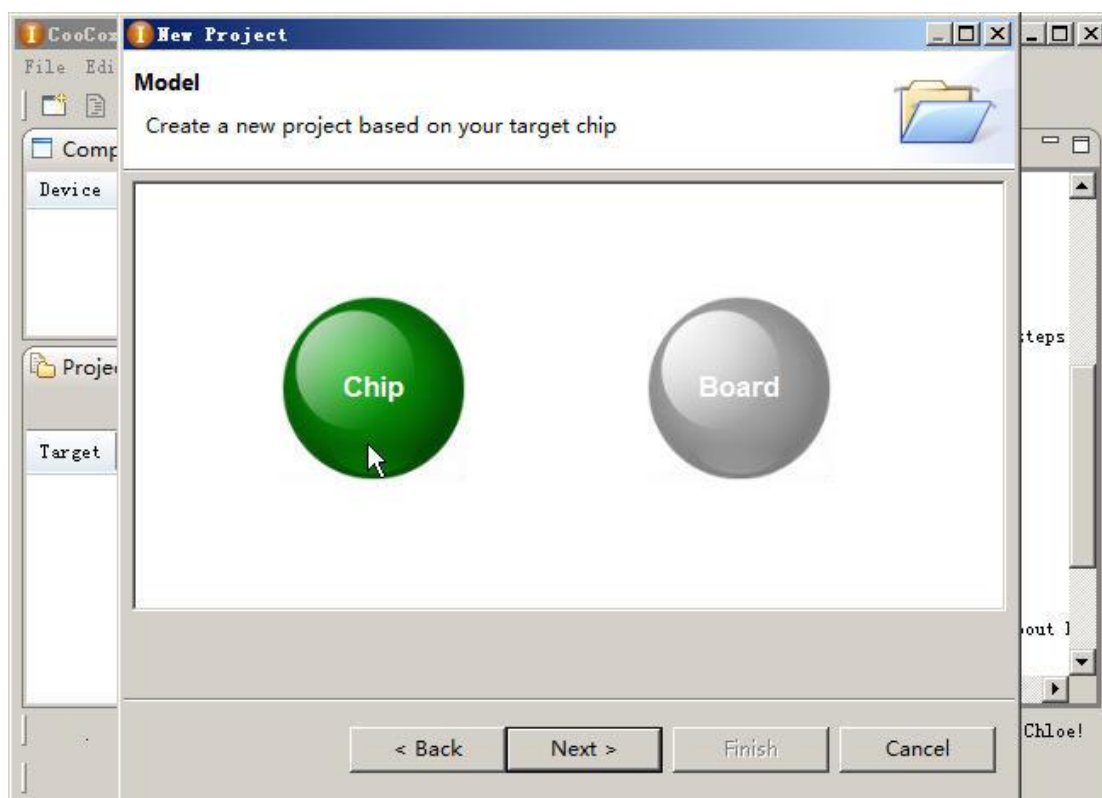 CooCox
New Project
File Edi
Model
Create a new project based on your target chip
Comp
Device
Chip
Board
steps
Proje
Target
out
< Back
Next >
Finish
Cancel
Chloe!